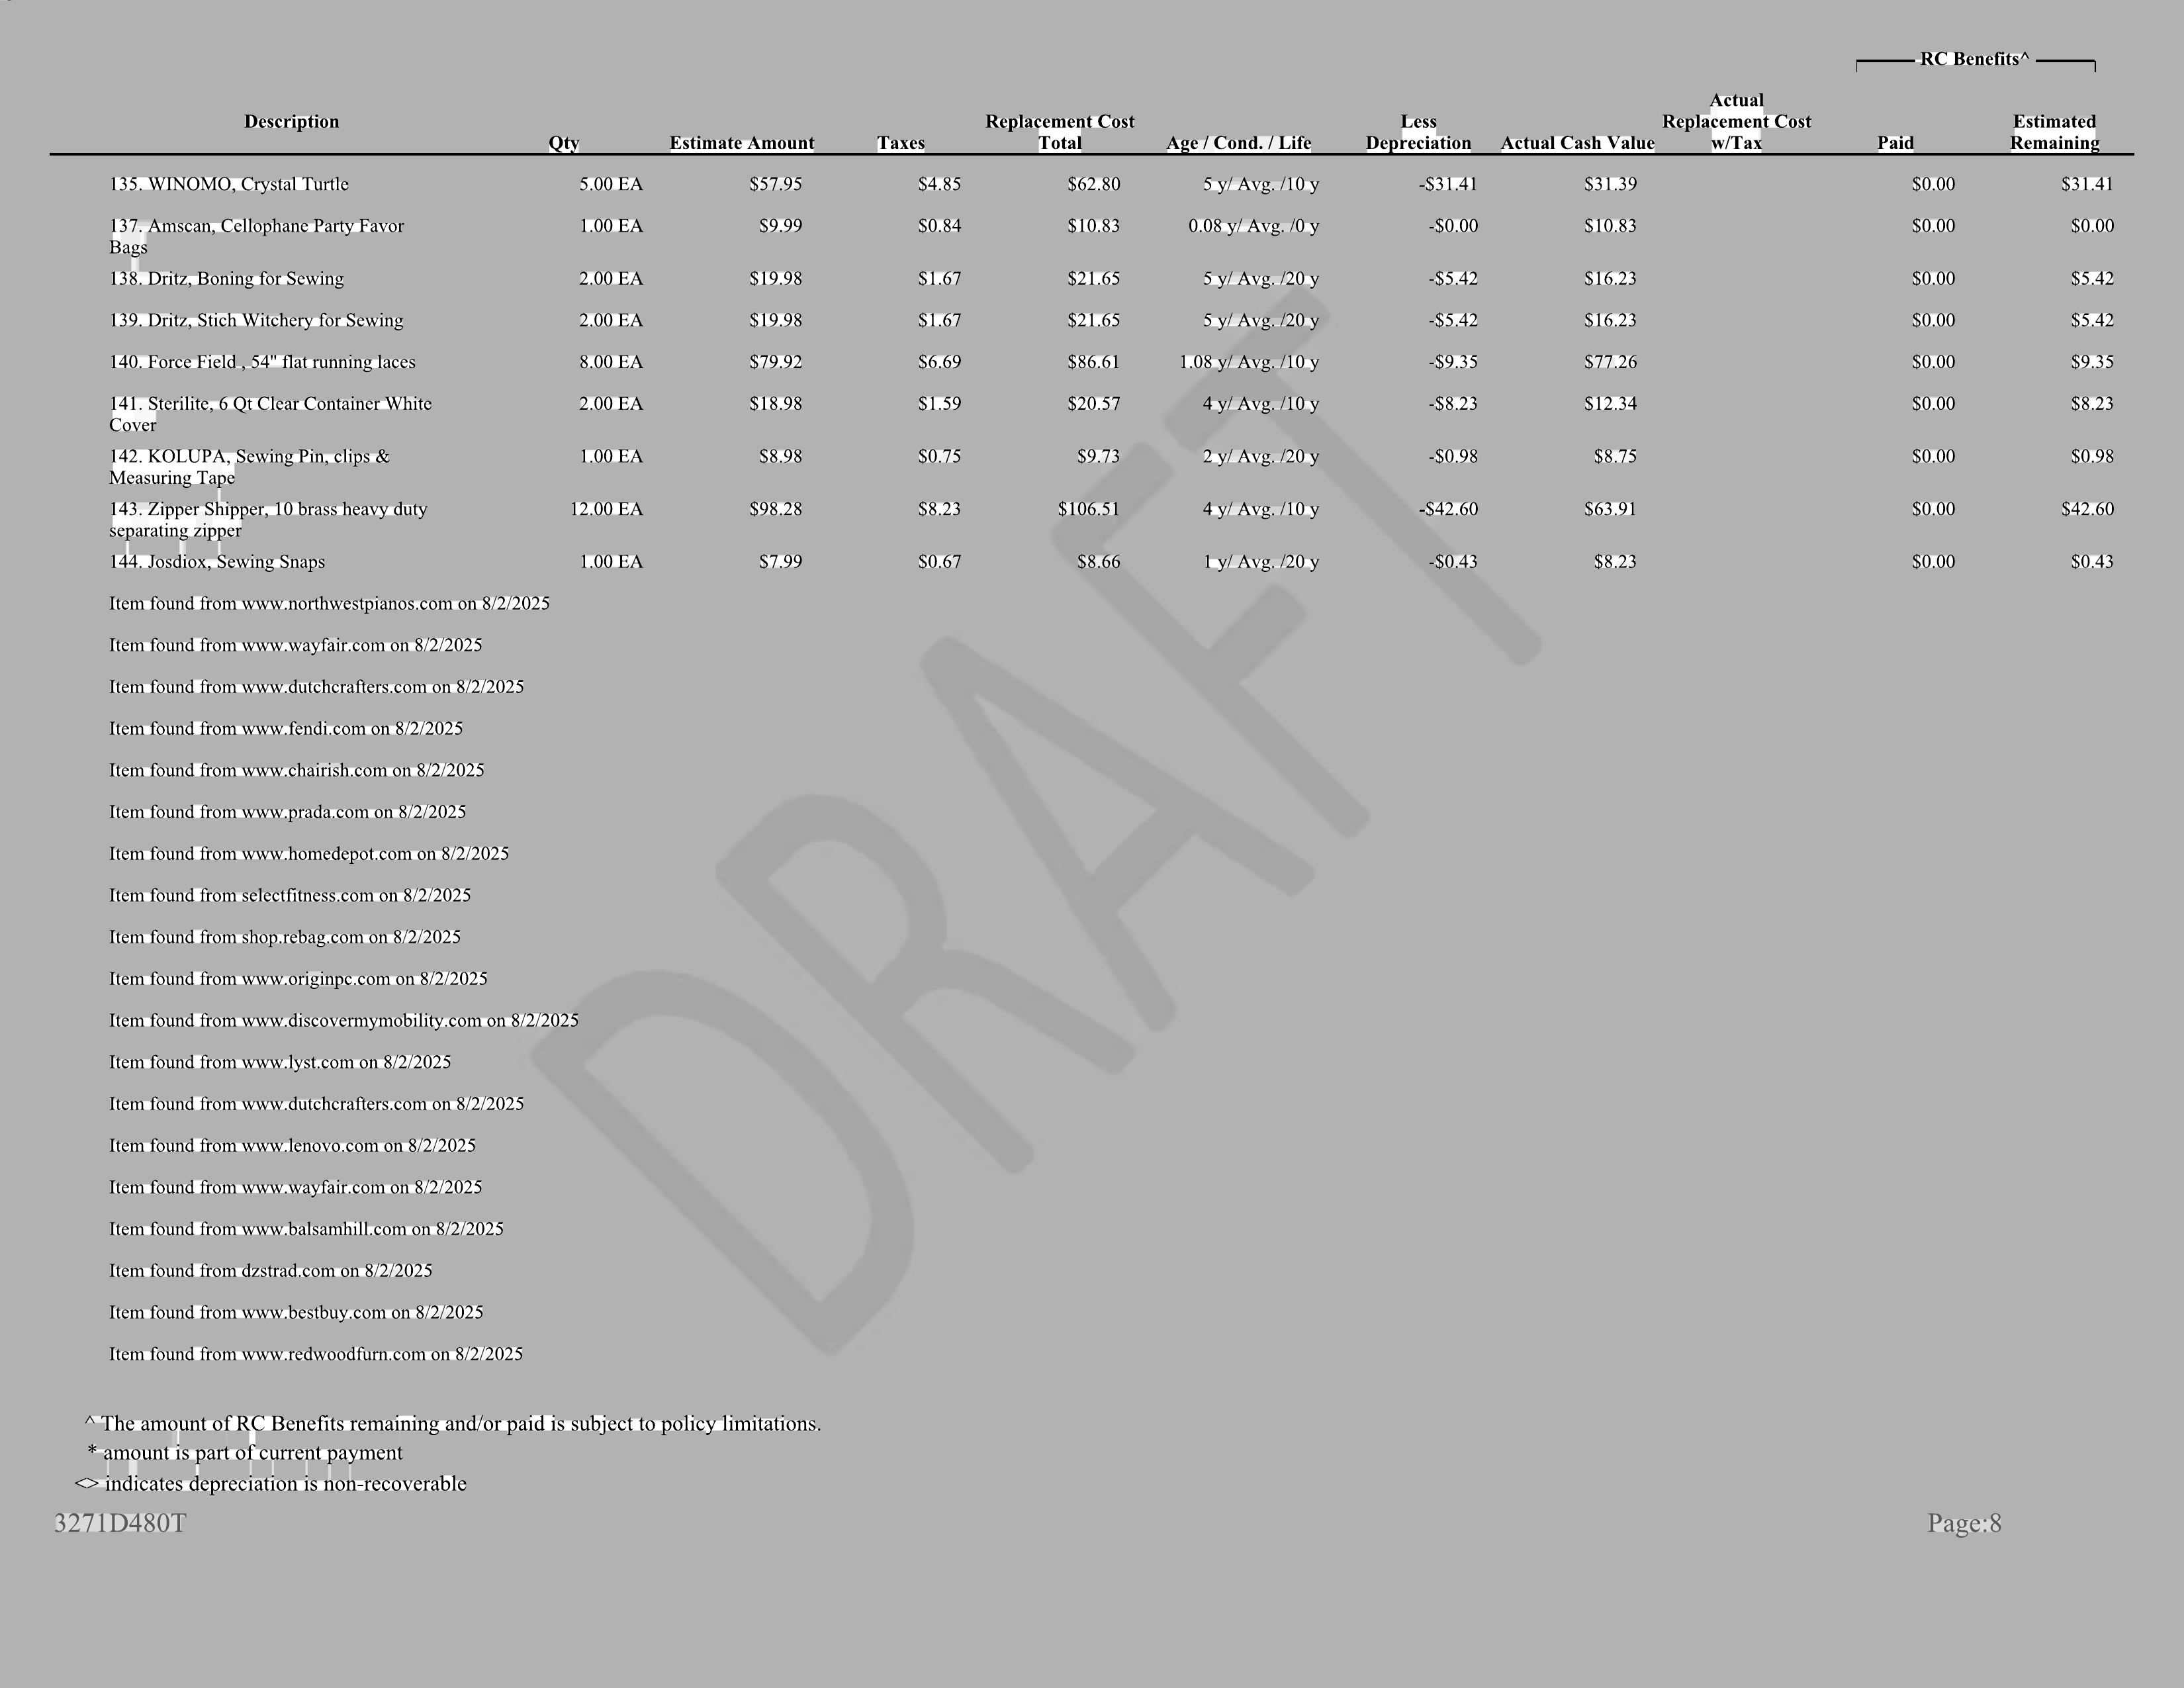 RC Benefits^
Description Qty Estimate Amount Taxes Replacement Cost Total Age / Cond. / Life Less Depreciation Actual Cash Value Actual Replacement Cost w/Tax Paid Estimated Remaining
135. WINOMO, Crystal Turtle 5.00 EA $57.95 $4.85 $62.80 5 y/ Avg. /10 y -$31.41 $31.39 $0.00 $31.41
137. Amscan, Cellophane Party Favor 1.00 EA $9.99 $0.84 $10.83 0.08 y/ Avg. /0 y -$0.00 $10.83 $0.00 $0.00
Bags
138. Dritz, Boning for Sewing 2.00 EA $19.98 $1.67 $21.65 5 y/ Avg. /20 y -$5.42 $16.23 $0.00 $5.42
139. Dritz, Stich Witchery for Sewing 2.00 EA $19.98 $1.67 $21.65 5 y/ Avg. /20 y -$5.42 $16.23 $0.00 $5.42
140. Force Field , 54" flat running laces 8.00 EA $79.92 $6.69 $86.61 1.08 y/ Avg. /10 y -$9.35 $77.26 $0.00 $9.35
141. Sterilite, 6 Qt Clear Container White 2.00 EA $18.98 $1.59 $20.57 4 y/ Avg. /10 y -$8.23 $12.34 $0.00 $8.23
Cover
142. KOLUPA, Sewing Pin, clips & 1.00 EA $8.98 $0.75 $9.73 2 y/ Avg. /20 y -$0.98 $8.75 $0.00 $0.98
Measuring Tape
143. Zipper Shipper, 10 brass heavy duty 12.00 EA $98.28 $8.23 $106.51 4 y/ Avg. /10 y -$42.60 $63.91 $0.00 $42.60
separating zipper
144. Josdiox, Sewing Snaps 1.00 EA $7.99 $0.67 $8.66 1 y/ Avg. /20 y -$0.43 $8.23 $0.00 $0.43
Item found from www.northwestpianos.com on 8/2/2025
Item found from www.wayfair.com on 8/2/2025
Item found from www.dutchcrafters.com on 8/2/2025
Item found from www.fendi.com on 8/2/2025
Item found from www.chairish.com on 8/2/2025
Item found from www.prada.com on 8/2/2025
Item found from www.homedepot.com on 8/2/2025
Item found from selectfitness.com on 8/2/2025
Item found from shop.rebag.com on 8/2/2025
Item found from www.originpc.com on 8/2/2025
Item found from www.discovermymobility.com on 8/2/2025
Item found from www.lyst.com on 8/2/2025
Item found from www.dutchcrafters.com on 8/2/2025
Item found from www.lenovo.com on 8/2/2025
Item found from www.wayfair.com on 8/2/2025
Item found from www.balsamhill.com on 8/2/2025
Item found from dzstrad.com on 8/2/2025
Item found from www.bestbuy.com on 8/2/2025
Item found from www.redwoodfurn.com on 8/2/2025
DRAFT
^ The amount of RC Benefits remaining and/or paid is subject to policy limitations.
* amount is part of current payment
<> indicates depreciation is non-recoverable
3271D480T Page:8